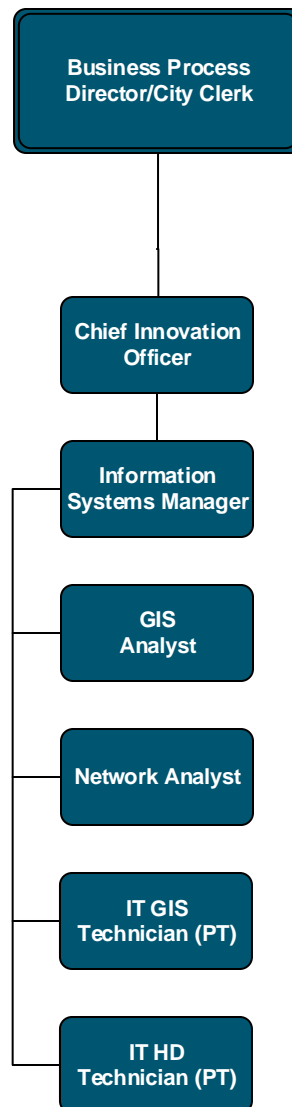 Business Process
Director/City Clerk
Chief Innovation
Officer
Information
Systems Manager
GIS
Analyst
Network Analyst
IT GIS
Technician (PT)
IT HD
Technician (PT)